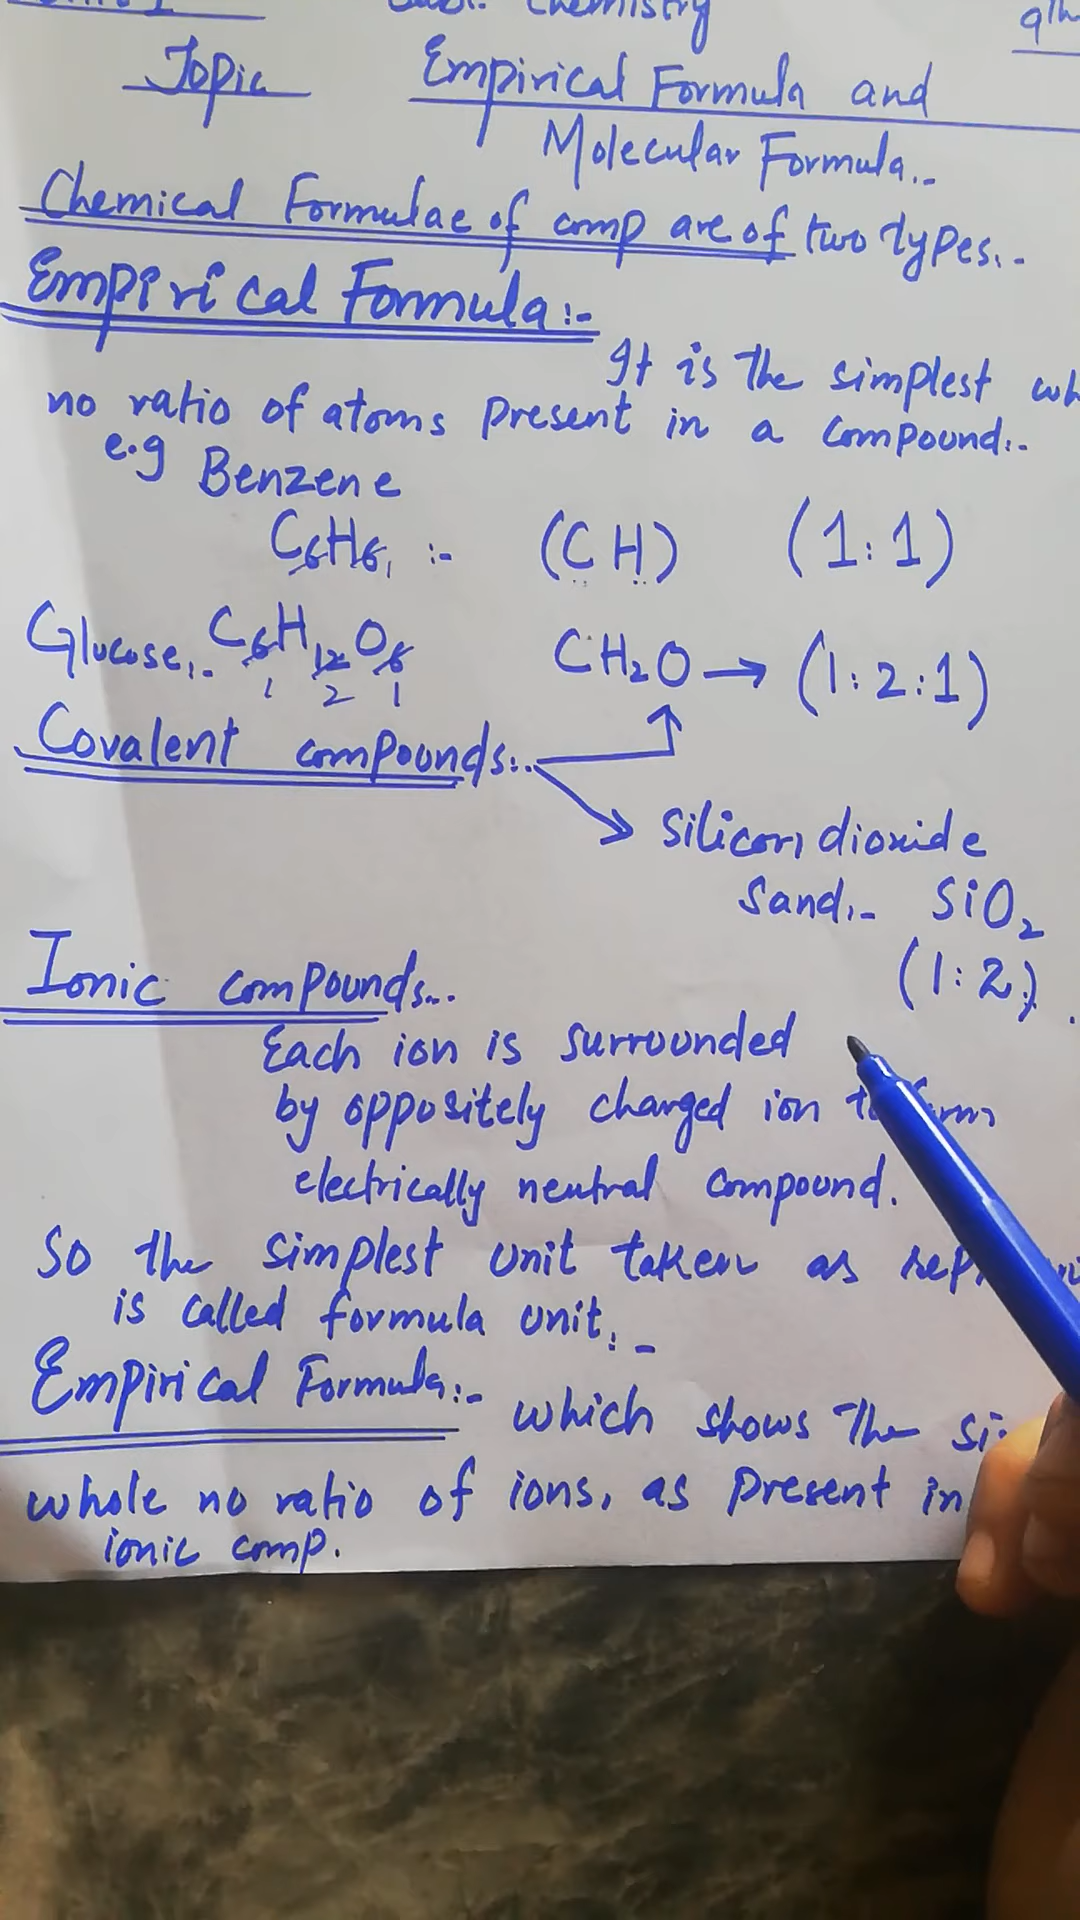 Chemistry
9th
Topic Empirical Formula and
Molecular Formula.-
Chemical Formulae of comp are of two types..-
Empirical Formula:-
It is the simplest
no ratio of atoms present in a compound:-
e.g Benzene
C6H6, :- (CH) (1:1)
Glucose,.. C6H12O6 CH2O → (1:2:1)
1 2 1
Covalent compounds:..
Silicon dioxide
Sand,- SiO2
(1:2)
Ionic compounds...
Each ion is surrounded
by oppositely charged ion
electrically neutral compound.
So the simplest unit taken as
is called formula unit:-
Empirical Formula:- which shows the
whole no ratio of ions, as present in
ionic comp.